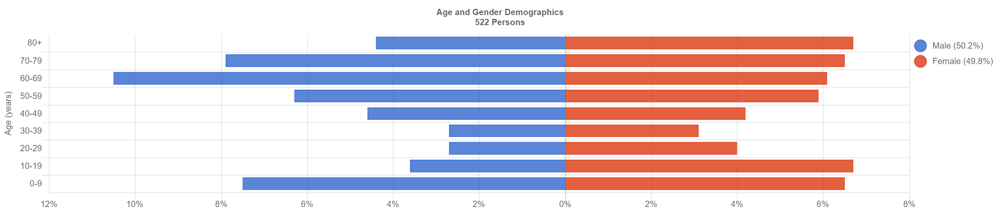 Age and Gender Demographics
522 Persons
Age (years)
80+
70-79
60-69
50-59
40-49
30-39
20-29
10-19
0-9
12% 10% 8% 6% 4% 2% 0% 2% 4% 6% 8%
Male (50.2%)
Female (49.8%)